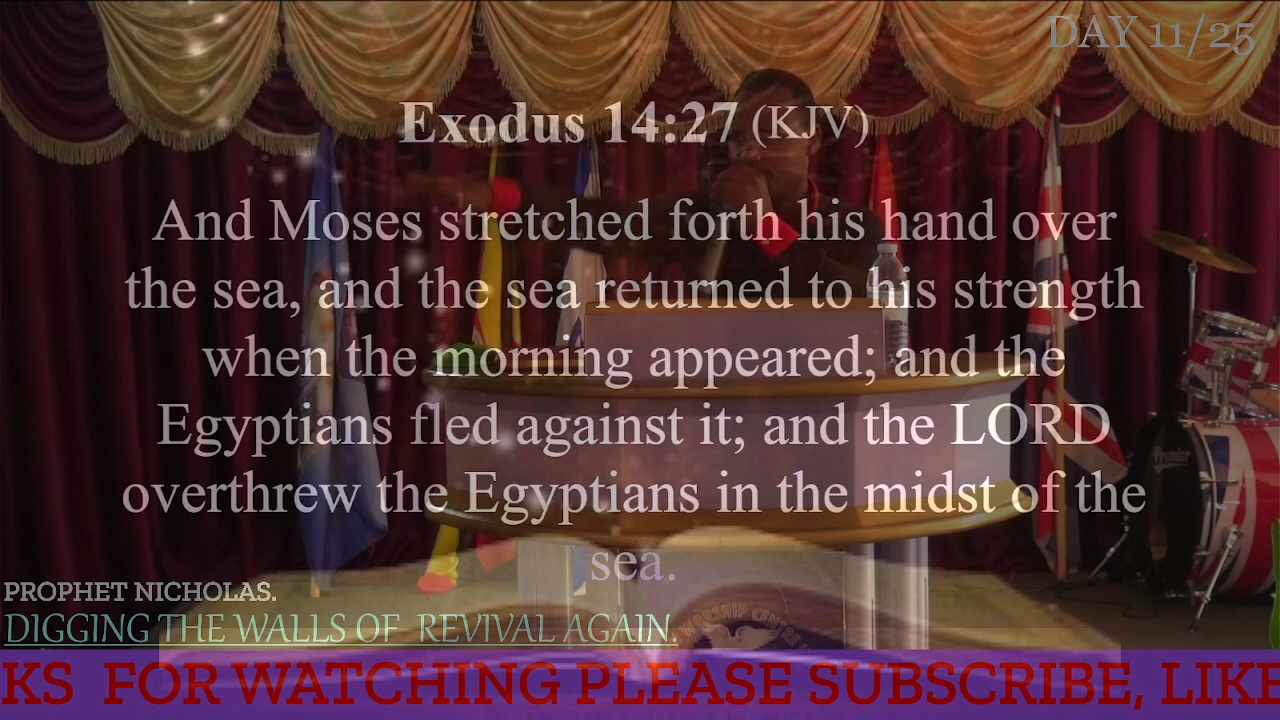 DAY 11/25
Exodus 14:27 (KJV)
And Moses stretched forth his hand over
the sea, and the sea returned to his strength
when the morning appeared; and the
Egyptians fled against it; and the LORD
overthrew the Egyptians in the midst of the
sea.
Premier
PROPHET NICHOLAS.
DIGGING THE WALLS OF REVIVAL AGAIN.
WORSHIP CENTRE
KS FOR WATCHING PLEASE SUBSCRIBE, LIKE